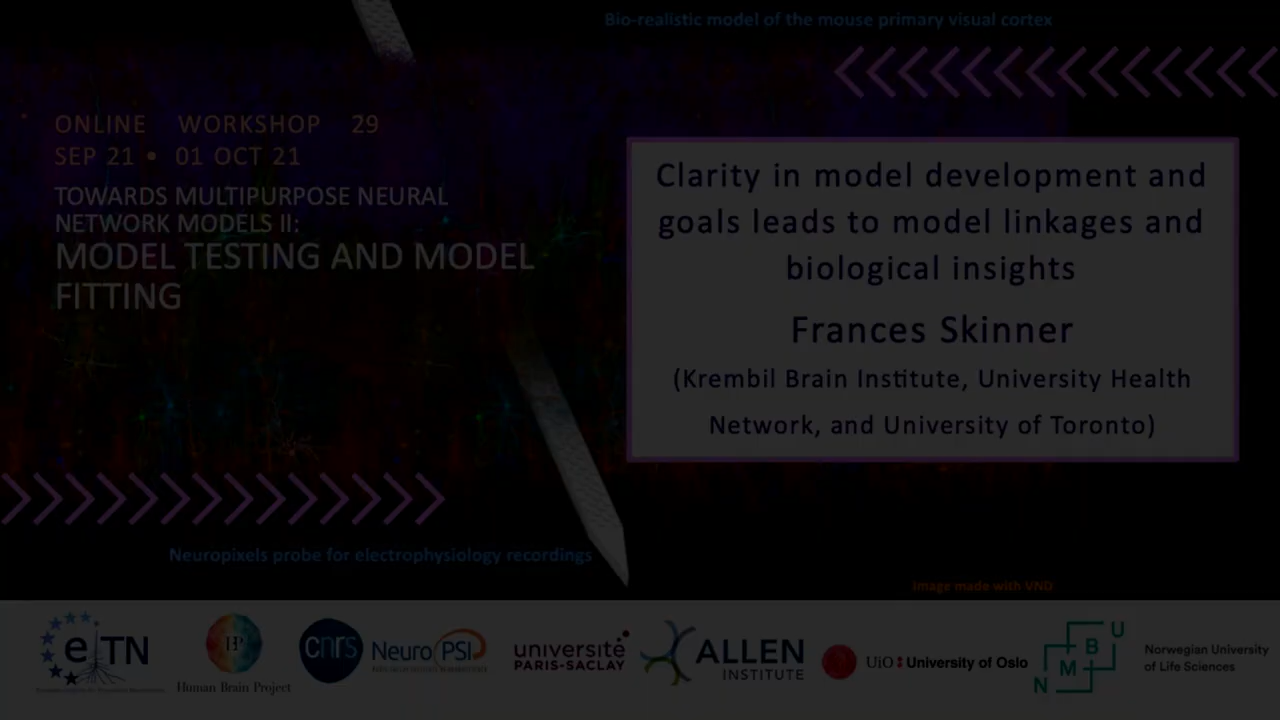 Bio-realistic model of the mouse primary visual cortex
ONLINE WORKSHOP 29
SEP 21 • 01 OCT 21
TOWARDS MULTIPURPOSE NEURAL
NETWORK MODELS II:
MODEL TESTING AND MODEL
FITTING
Clarity in model development and
goals leads to model linkages and
biological insights
Frances Skinner
(Krembil Brain Institute, University Health
Network, and University of Toronto)
Neuropixels probe for electrophysiology recordings
Image made with VND
eITN
HP
Human Brain Project
cnrs
NeuroPSI
université
PARIS-SACLAY
ALLEN
INSTITUTE
UiO University of Oslo
N M B U
Norwegian University
of Life Sciences